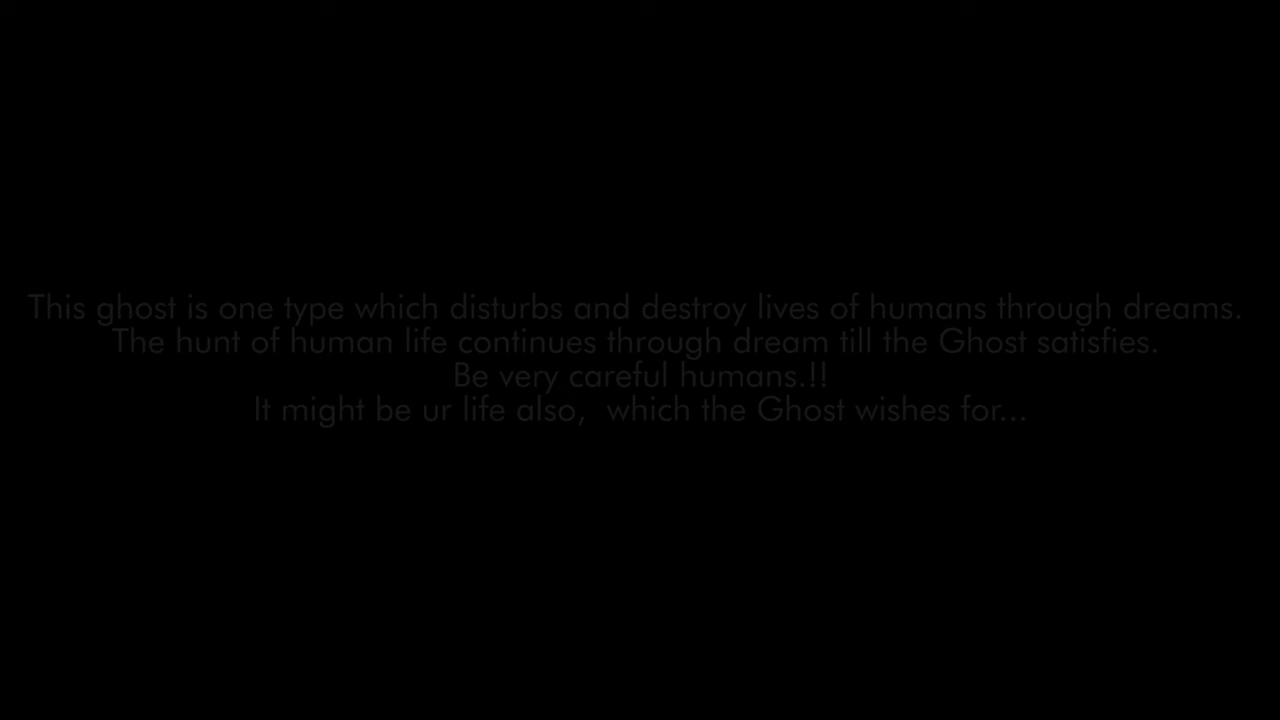 This ghost is one type which disturbs and destroy lives of humans through dreams.
The hunt of human life continues through dream till the Ghost satisfies.
Be very careful humans.!!
It might be ur life also,  which the Ghost wishes for...